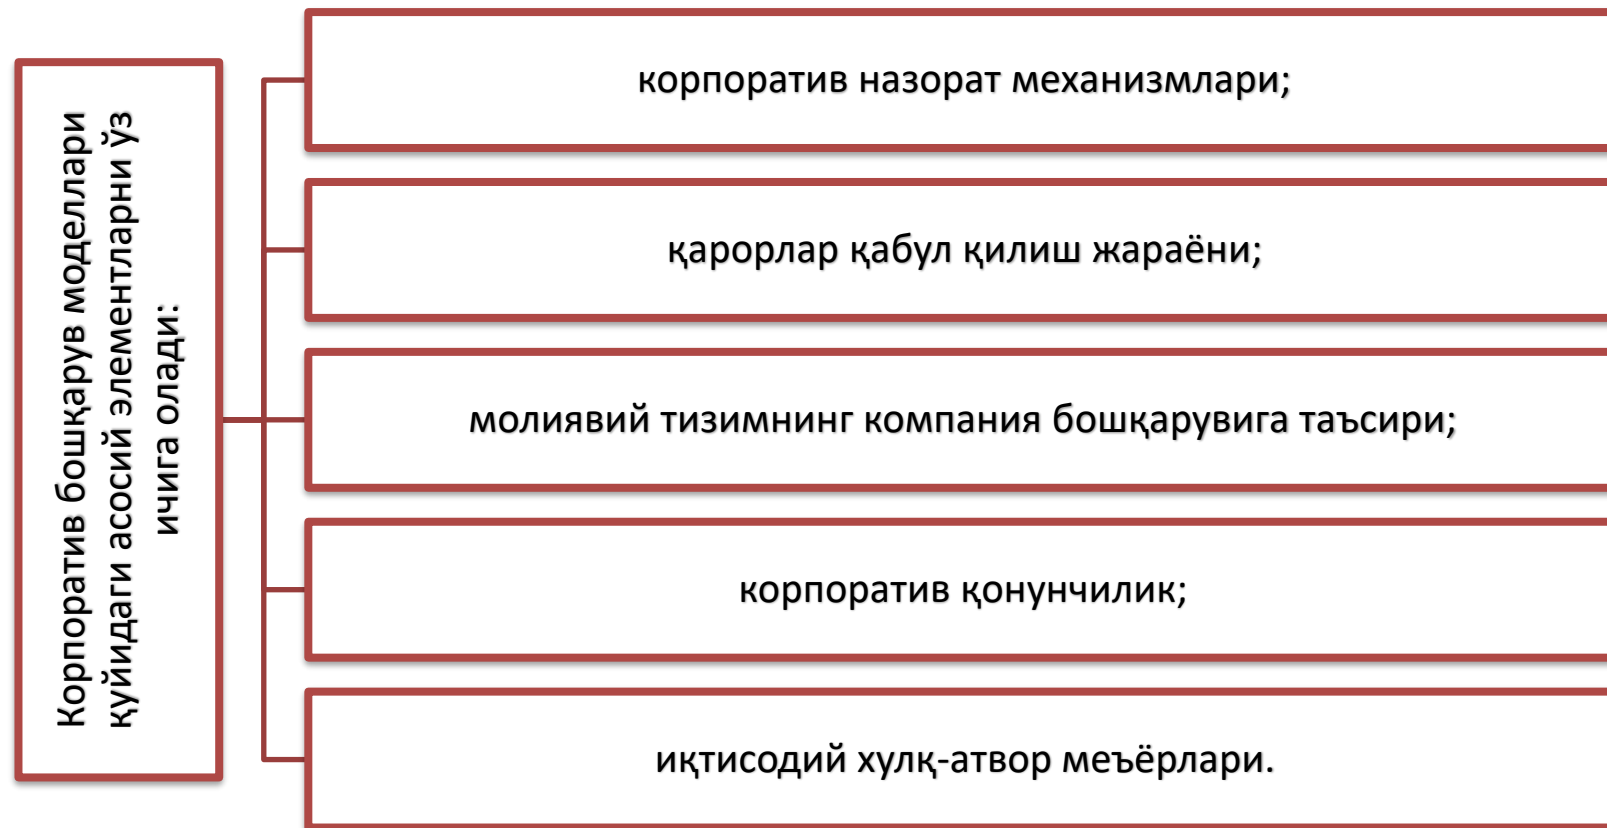 Корпоратив бошқарув моделлари
қуйидаги асосий элементларни ўз
ичига олади:
корпоратив назорат механизмлари;
қарорлар қабул қилиш жараёни;
молиявий тизимнинг компания бошқарувига таъсири;
корпоратив қонунчилик;
иқтисодий хулқ-атвор меъёрлари.